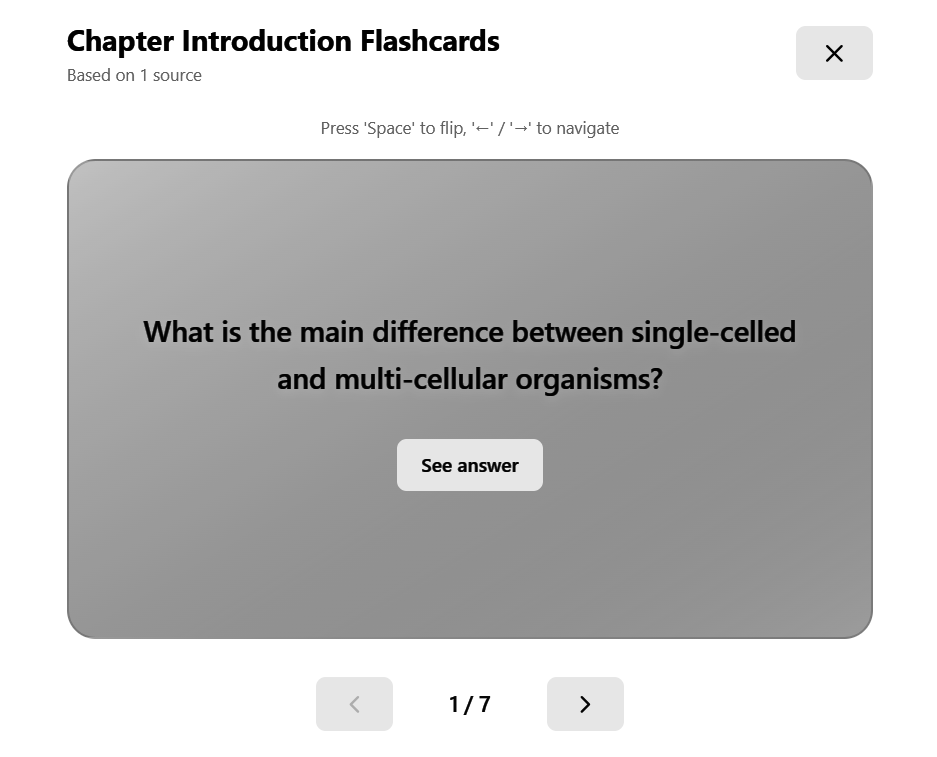 Chapter Introduction Flashcards
Based on 1 source
Press 'Space' to flip, '←' / '→' to navigate
What is the main difference between single-celled
and multi-cellular organisms?
See answer
1 / 7